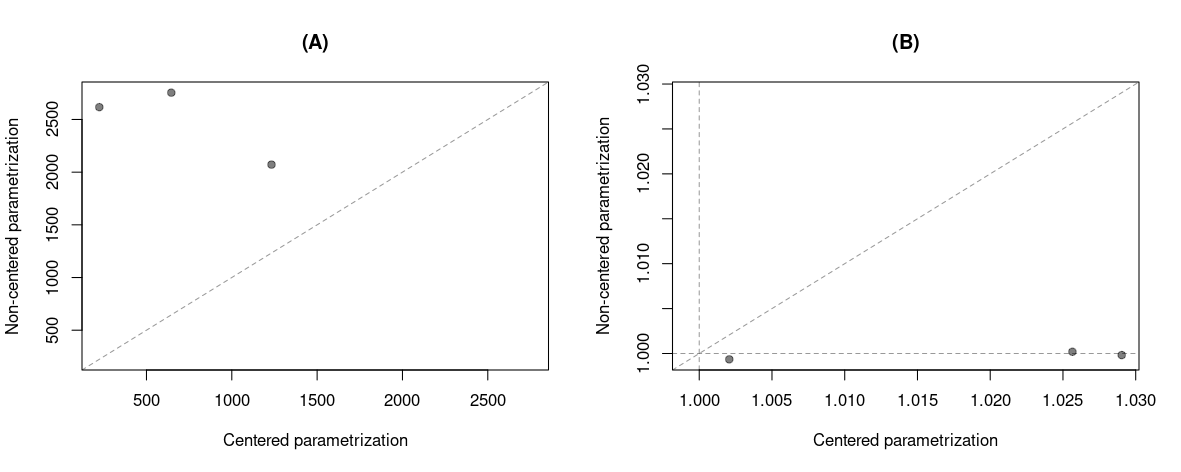 (A)
Non-centered parametrization
2500
2000
1500
1000
500
500 1000 1500 2000 2500
Centered parametrization
(B)
Non-centered parametrization
1.030
1.020
1.010
1.000
1.000 1.005 1.010 1.015 1.020 1.025 1.030
Centered parametrization